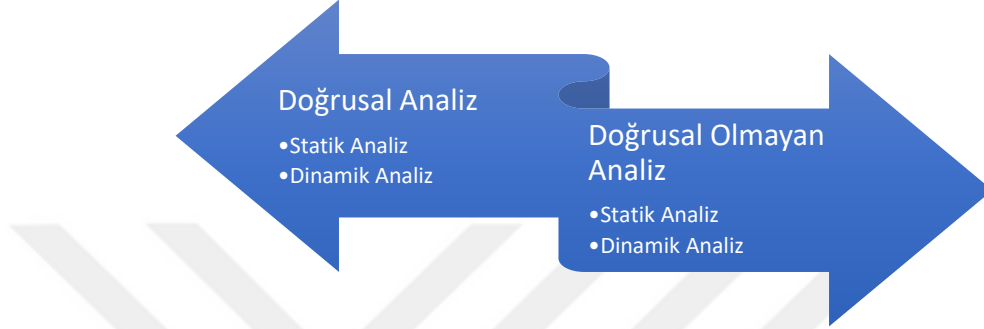 Doğrusal Analiz
•Statik Analiz
•Dinamik Analiz
Doğrusal Olmayan
Analiz
•Statik Analiz
•Dinamik Analiz